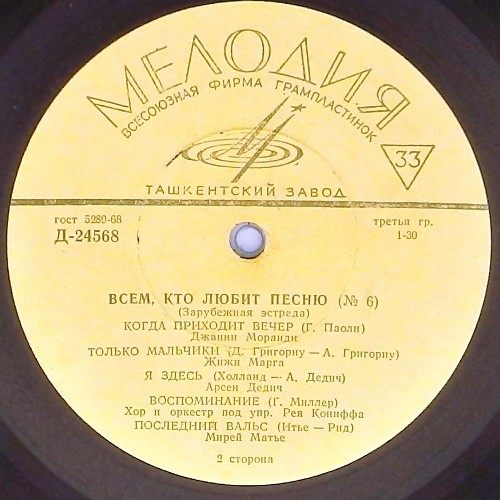 МЕЛОДИЯ
ВСЕСОЮЗНАЯ ФИРМА ГРАМПЛАСТИНОК
33
ТАШКЕНТСКИЙ ЗАВОД
гост 5289-68
Д-24568
третья гр.
1-30
ВСЕМ, КТО ЛЮБИТ ПЕСНЮ (№ 6)
(Зарубежная эстрада)
КОГДА ПРИХОДИТ ВЕЧЕР (Г. Паоли)
Джанни Моранди
ТОЛЬКО МАЛЬЧИКИ (Д. Григориу — А. Григориу)
Жижи Марга
Я ЗДЕСЬ (Холланд — А. Дедич)
Арсен Дедич
ВОСПОМИНАНИЕ (Г. Миллер)
Хор и оркестр под упр. Рея Кониффа
ПОСЛЕДНИЙ ВАЛЬС (Итье — Рид)
Мирей Матье
2 сторона